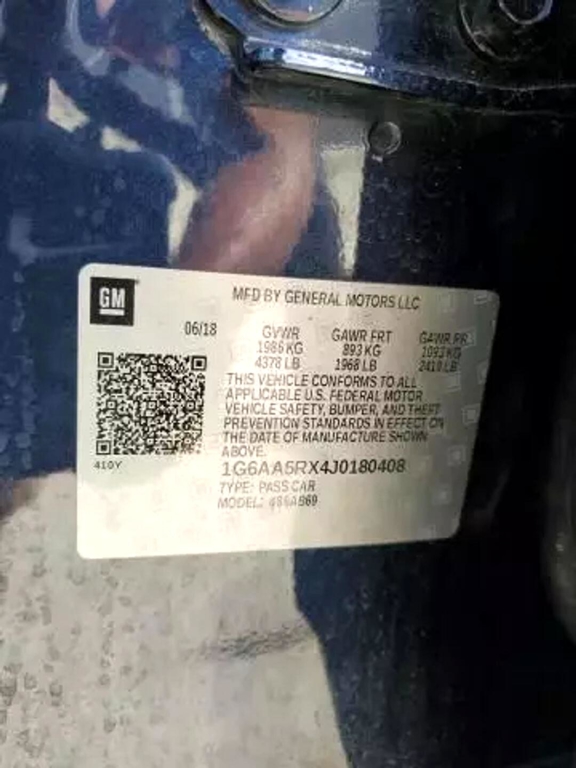 GM
MFD BY GENERAL MOTORS LLC
06/18
GVWR GAWR FRT GAWR RR
1986 KG 893 KG 1093 KG
4378 LB 1968 LB 2410 LB
THIS VEHICLE CONFORMS TO ALL
APPLICABLE U.S. FEDERAL MOTOR
VEHICLE SAFETY, BUMPER, AND THEFT
PREVENTION STANDARDS IN EFFECT ON
THE DATE OF MANUFACTURE SHOWN
ABOVE.
410Y
1G6AA5RX4J0180408
TYPE: PASS CAR
MODEL: